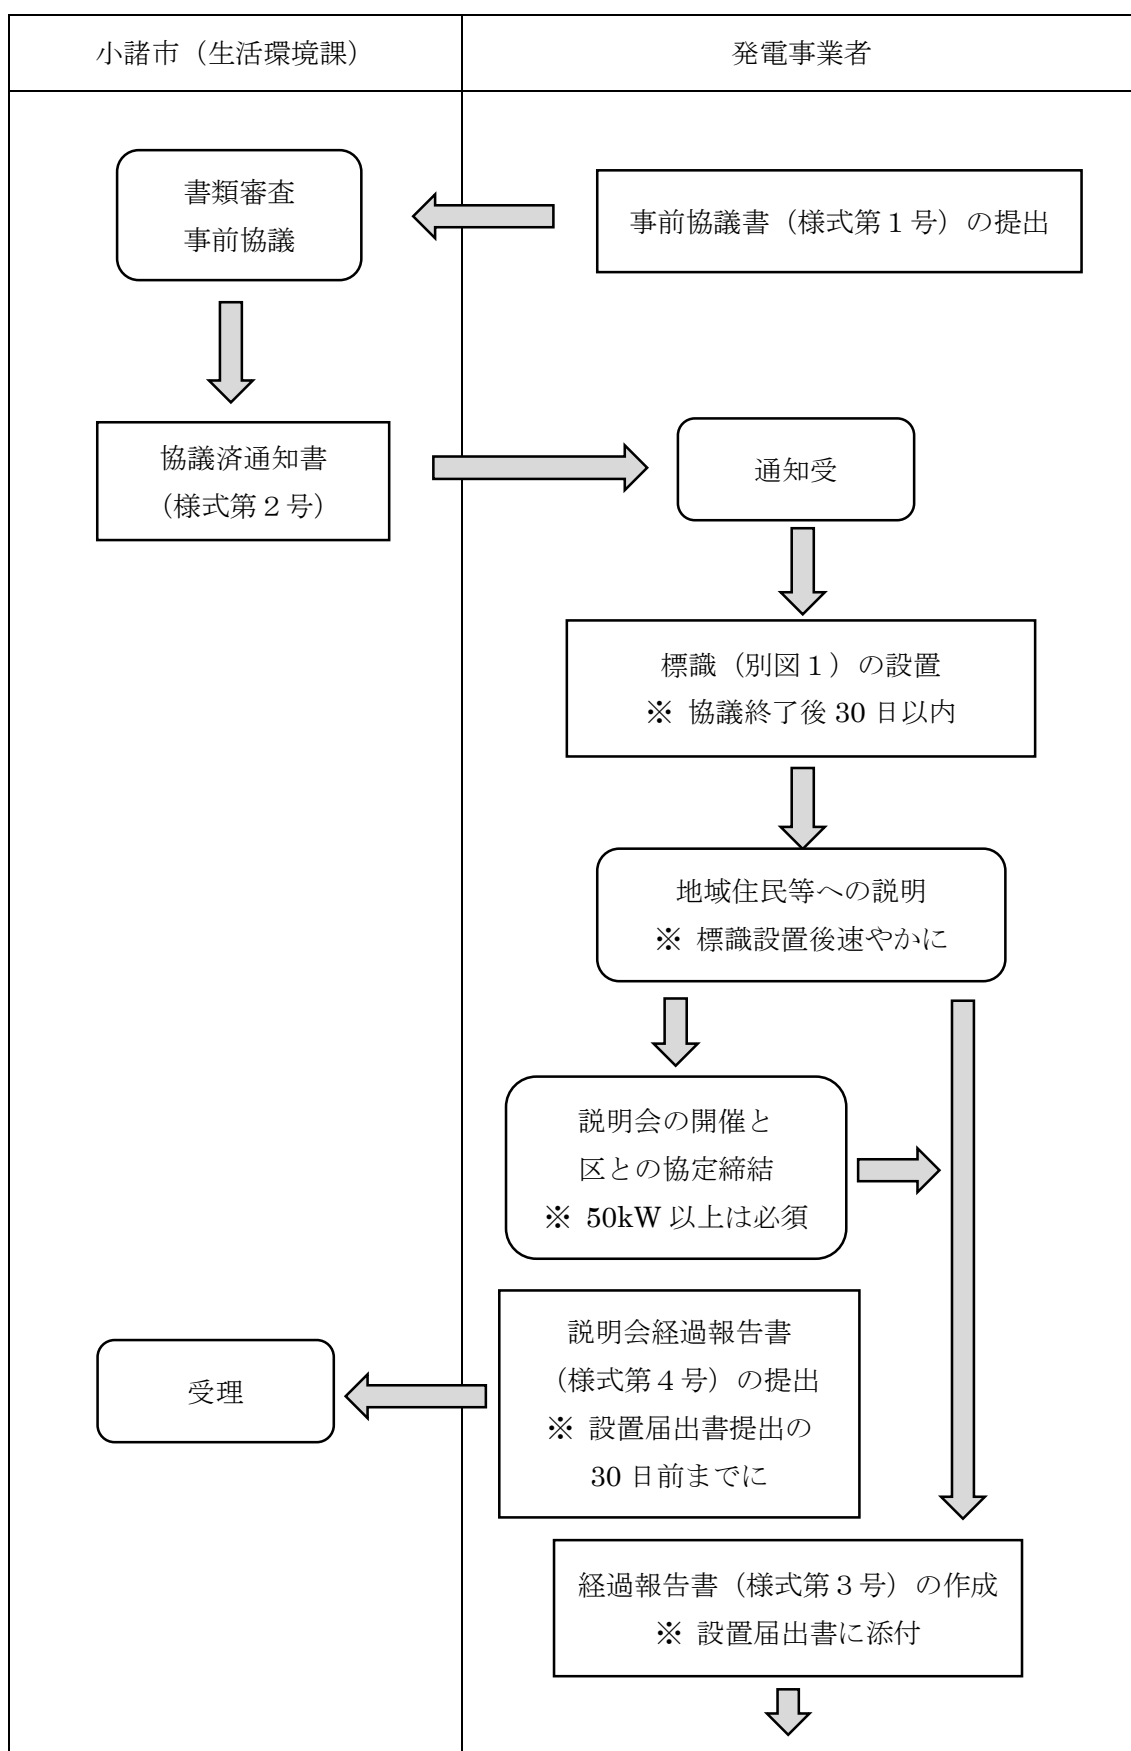 小諸市（生活環境課）
発電事業者
書類審査
事前協議
事前協議書（様式第１号）の提出
協議済通知書
（様式第２号）
通知受
標識（別図１）の設置
※ 協議終了後 30 日以内
地域住民等への説明
※ 標識設置後速やかに
説明会の開催と
区との協定締結
※ 50kW 以上は必須
説明会経過報告書
（様式第４号）の提出
※ 設置届出書提出の
30 日前までに
受理
経過報告書（様式第３号）の作成
※ 設置届出書に添付